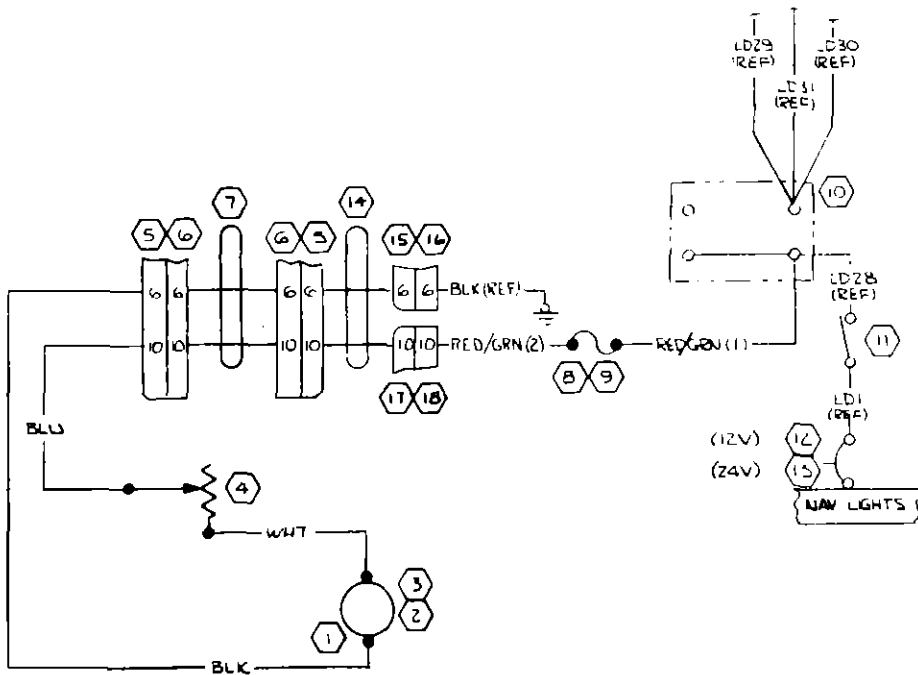 LD29
(REF)
LD31
(REF)
LD30
(REF)
10
7
14
5 6
6 5
15 16
6 6
6 6
6 6
BLK(REF)
10 10
10 10
10 10
RED/GRN(2)
RED/GRN(1)
17 18
8 9
LD28
(REF)
11
LD1
(REF)
(12V) 12
(24V) 13
NAV LIGHTS
BLU
4
WHT
3
2
1
BLK